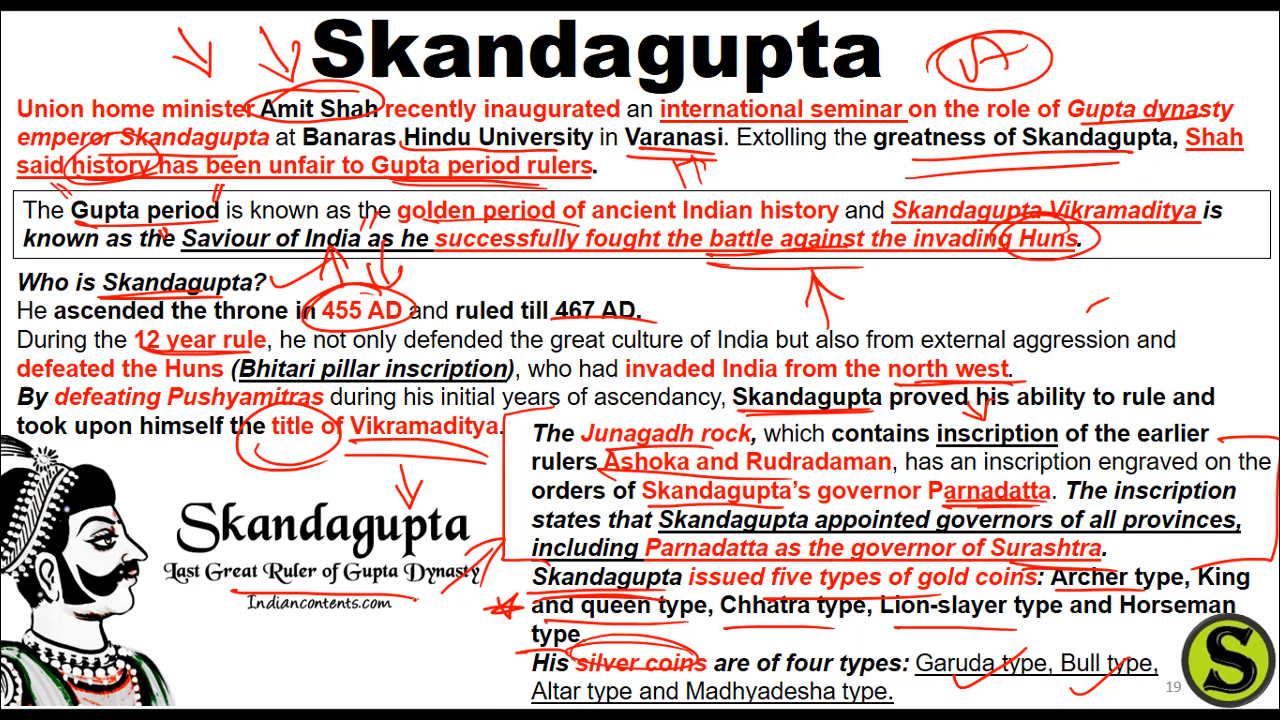 Skandagupta
Union home minister Amit Shah recently inaugurated an international seminar on the role of Gupta dynasty
emperor Skandagupta at Banaras Hindu University in Varanasi. Extolling the greatness of Skandagupta, Shah
said history has been unfair to Gupta period rulers.
The Gupta period is known as the golden period of ancient Indian history and Skandagupta Vikramaditya is
known as the Saviour of India as he successfully fought the battle against the invading Huns.
Who is Skandagupta?
He ascended the throne in 455 AD and ruled till 467 AD.
During the 12 year rule, he not only defended the great culture of India but also from external aggression and
defeated the Huns (Bhitari pillar inscription), who had invaded India from the north west.
By defeating Pushyamitras during his initial years of ascendancy, Skandagupta proved his ability to rule and
took upon himself the title of Vikramaditya.
The Junagadh rock, which contains inscription of the earlier
rulers Ashoka and Rudradaman, has an inscription engraved on the
orders of Skandagupta's governor Parnadatta. The inscription
states that Skandagupta appointed governors of all provinces,
including Parnadatta as the governor of Surashtra.
Skandagupta issued five types of gold coins: Archer type, King
and queen type, Chhatra type, Lion-slayer type and Horseman
type.
His silver coins are of four types: Garuda type, Bull type,
Altar type and Madhyadesha type.
Skandagupta
Last Great Ruler of Gupta Dynasty
Indiancontents.com
S
19